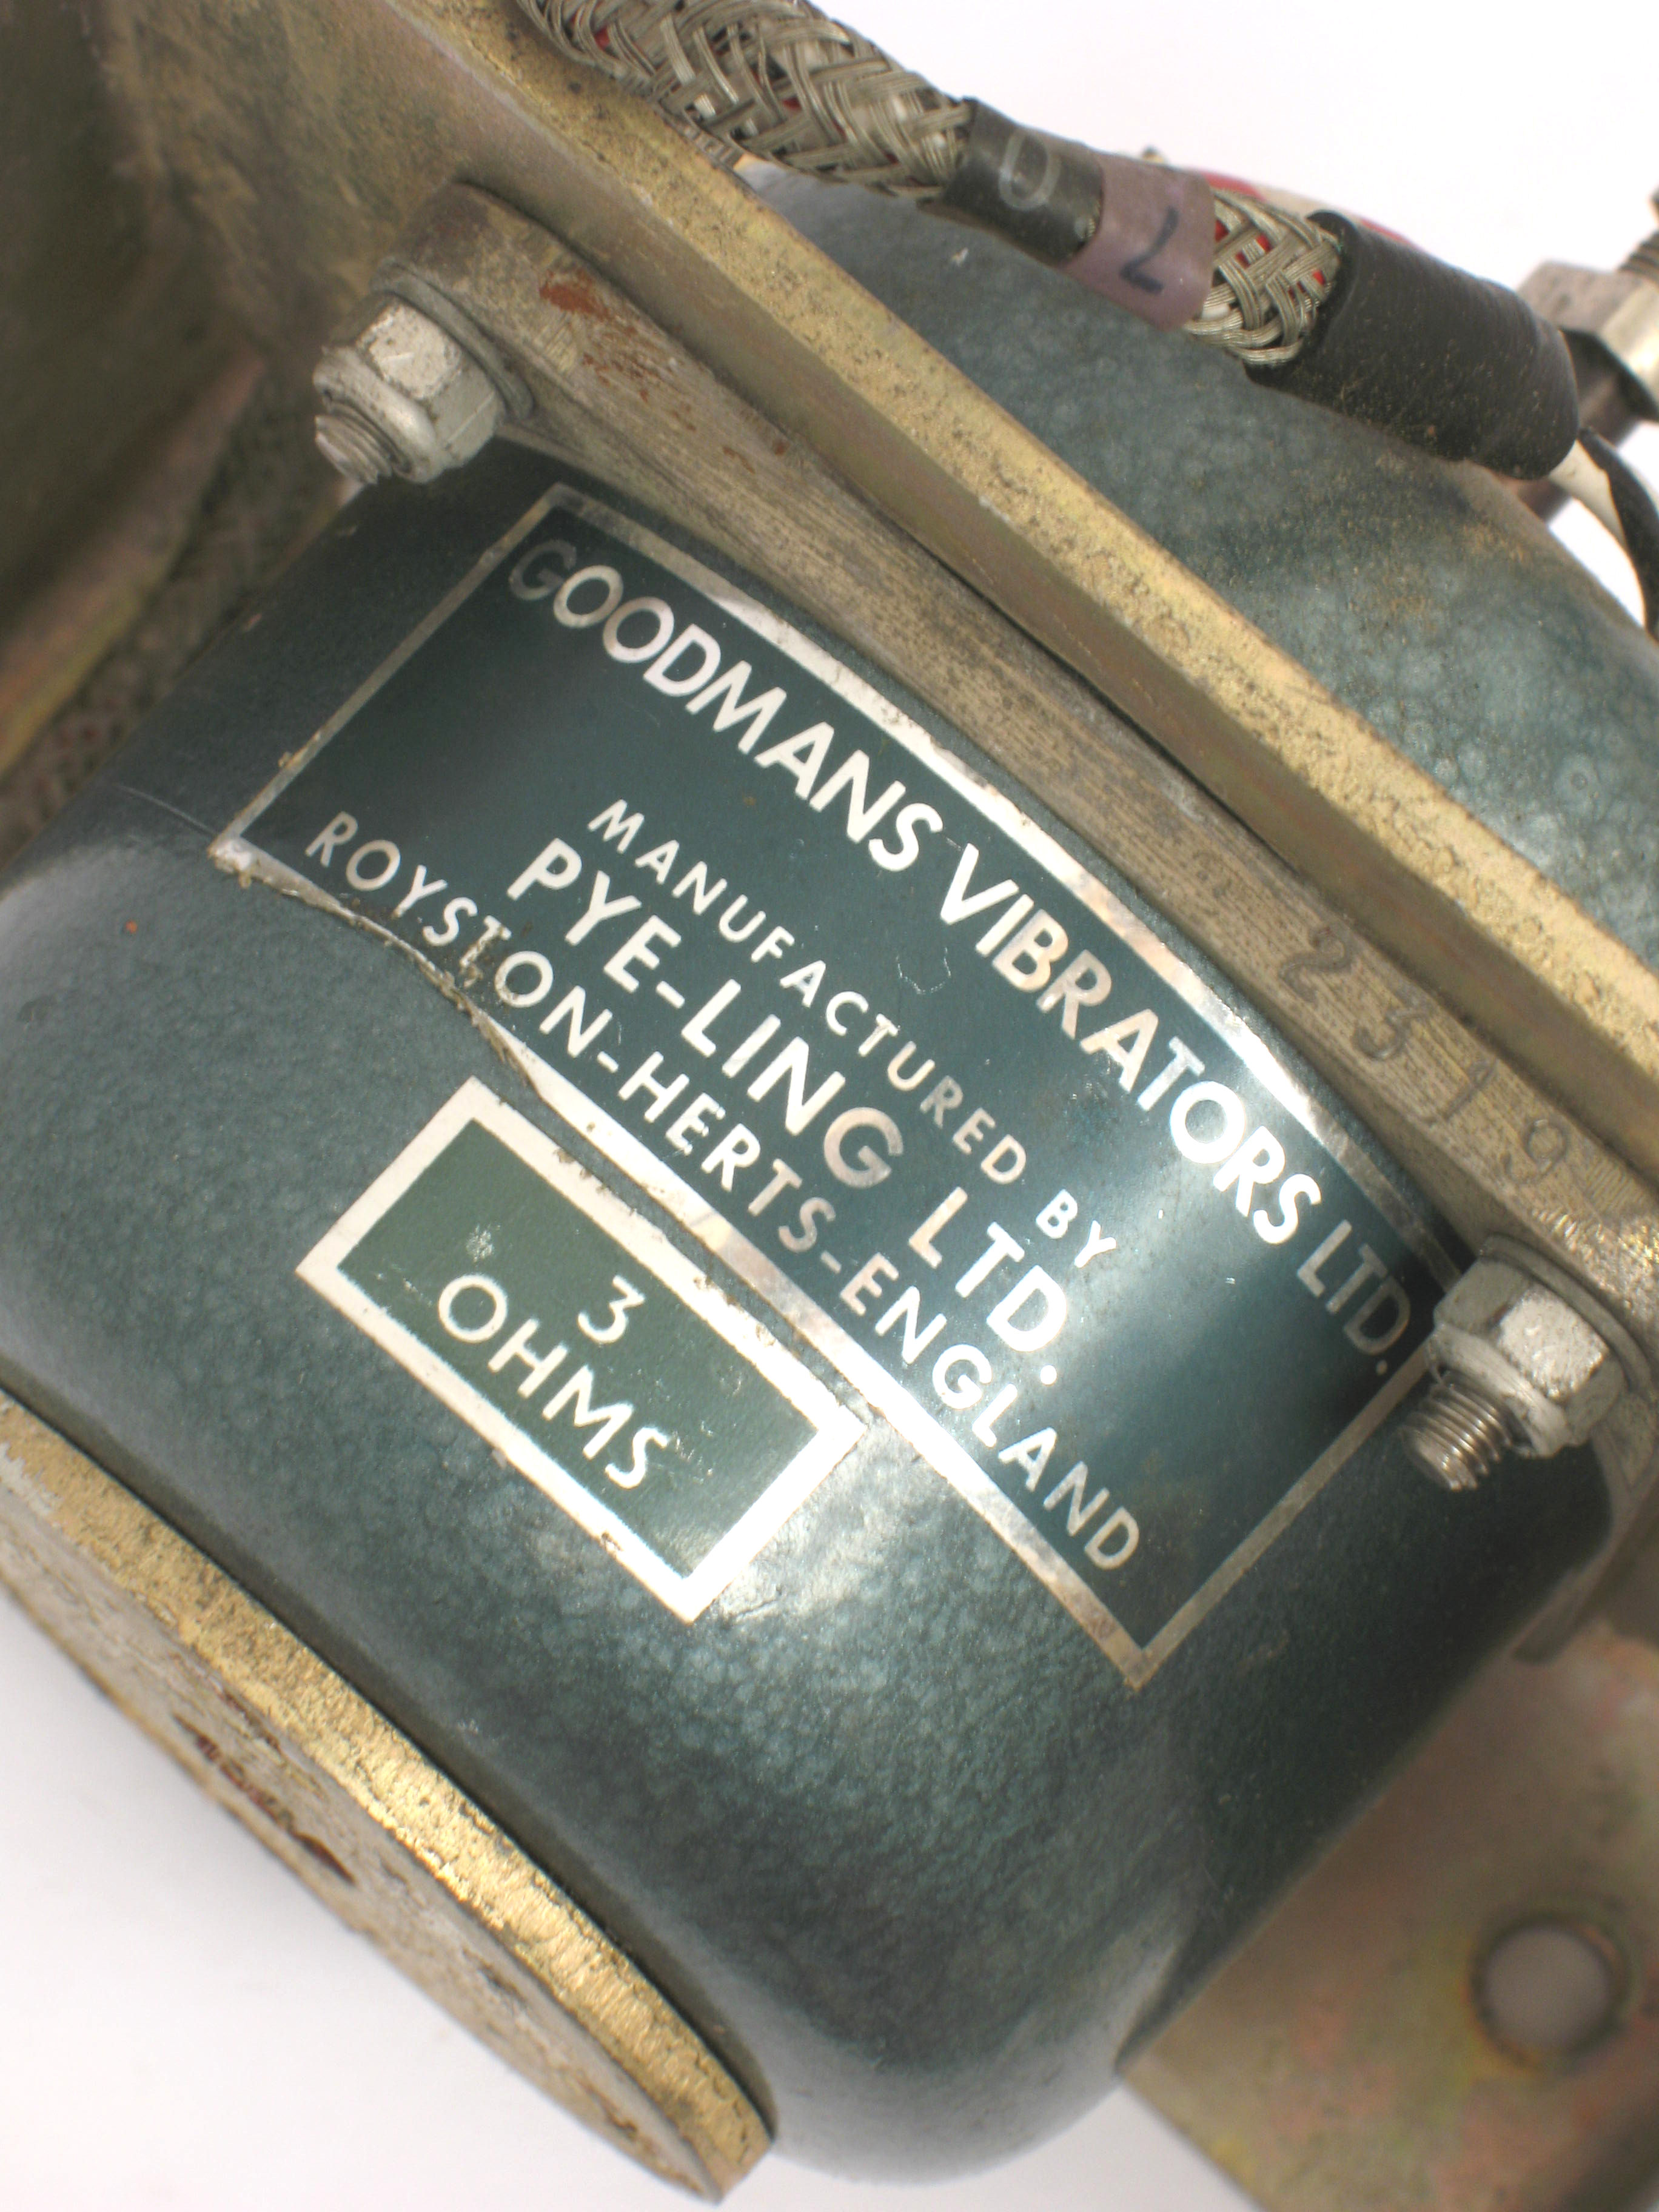 GOODMANS VIBRATORS LTD.
MANUFACTURED BY
PYE-LING LTD.
ROYSTON-HERTS-ENGLAND
3
OHMS
2319